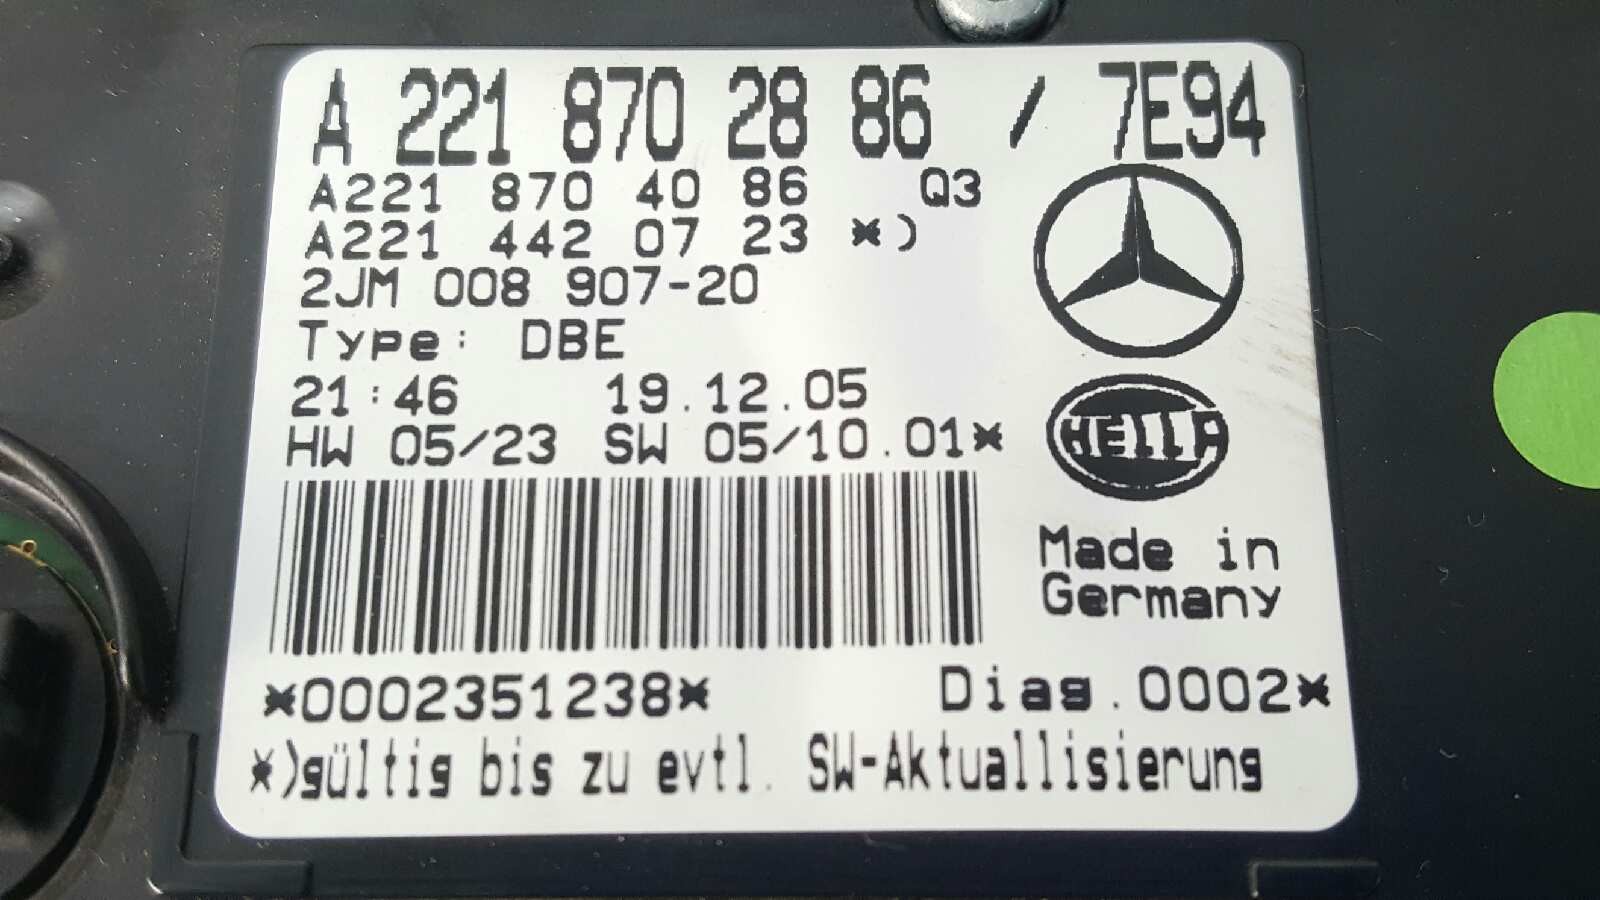 A 221 870 28 86 / 7E94
A221 870 40 86 Q3
A221 442 07 23 *)
2JM 008 907-20
Type: DBE
21:46 19.12.05
HW 05/23 SW 05/10.01*
HELLA
Made in
Germany
*0002351238* Diag.0002*
*)gültig bis zu evtl. SW-Aktuallisierung